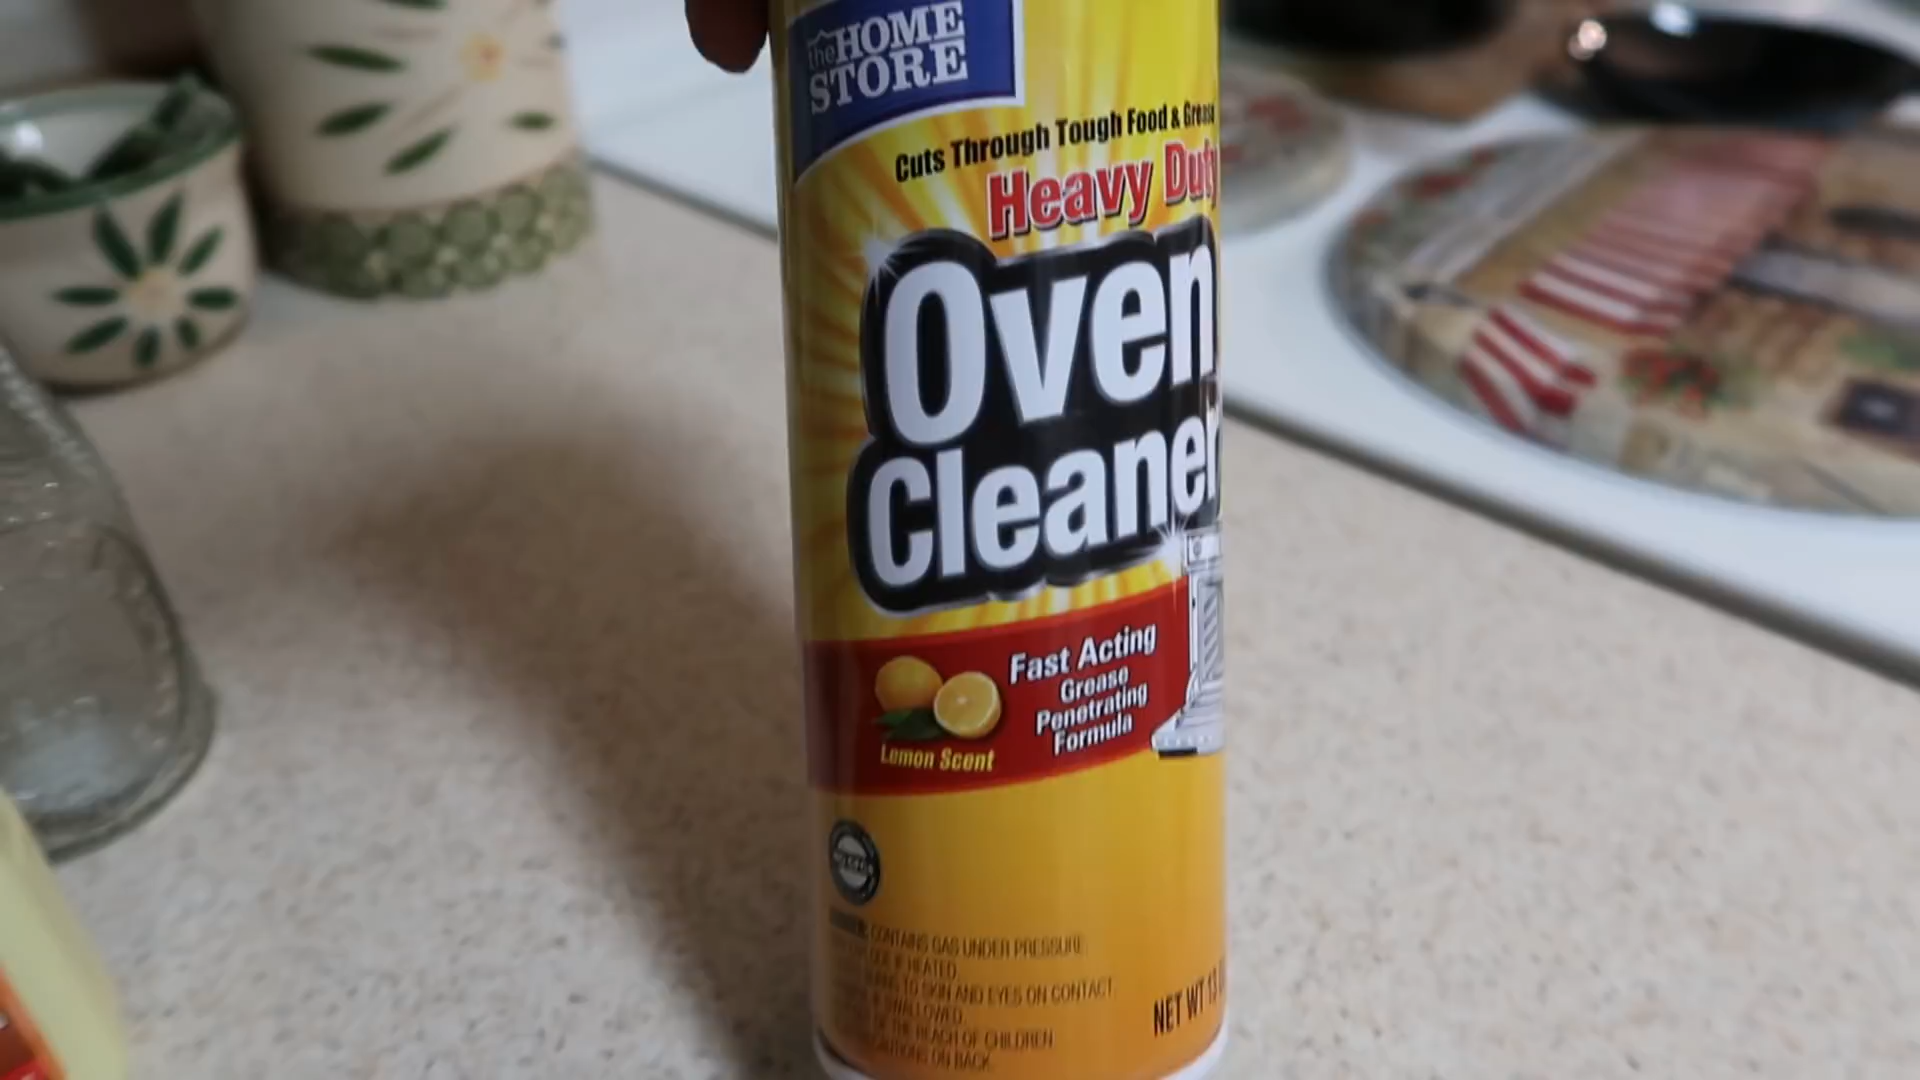 the HOME
STORE
Cuts Through Tough Food & Grease
Heavy Duty
Oven
Cleaner
Fast Acting
Grease
Penetrating
Formula
Lemon Scent
CONTAINS GAS UNDER PRESSURE
IF HEATED.
TO SKIN AND EYES ON CONTACT.
SWALLOWED.
OF THE REACH OF CHILDREN
ON BACK.
NET WT 13